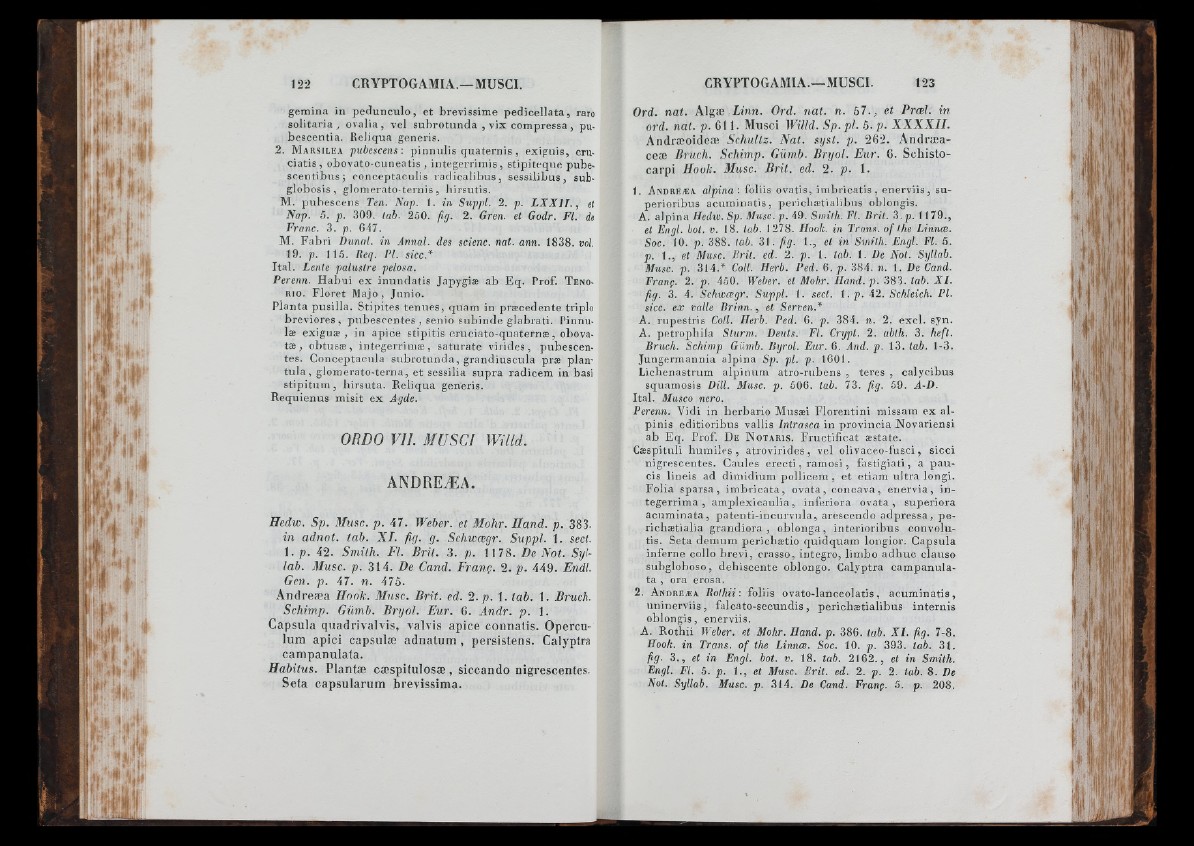 122 CRYPTOGAMIA.—MUSCI.
gemina in pedunculo, et brevissime pedicellata, raro
solitaria, ovalia, vel subrotunda, vix compressa, pu-
bescentia. Reliqua generis.
2. MARSILEA pubescens: pinnulis quaternis, exiguis, cru-
ciatis, obovato-cuneatis, integerrimis, stipiteque pube-
scentibus; conceptaculis radicalibus, sessilibus, sub-
globosis, glomerato-ternis, hirsutis.
M. pubescens Ten. Nap. 1. in Suppl. 2. p. LXXII., et
Nap. 5. p. 309. tab. 250. fig. 2. Gren. et Godr. Fl. de
Franc. 3. p. 647.
M. Fabri Dunal. in Annal. des scienc. nat. ann. 1838. vol.
19. p. 115. Req. Pl. sicc.*
Ital. Lente palustre pelosa.
Perenn. Habui ex inundatis Japygiæ ab Eq. Prof. TENO-
RIO. Floret Majo, Junio.
Planta pusilla. Stipites tenues, quam in præcedente triplo
breviores, pubescentes, senio subinde glabrati. Pinnu-
læ exiguæ, in apice stipitis cruciato-quaternæ, obova-
tæ, obtusæ, integerrimæ, saturate virides, pubescen-
tes. Conceptacula subrotunda, grandiuscula præ plan-
tula, glomerato-terna, et sessilia supra radicem in basi
stipitum, hirsuta. Reliqua generis.
Requienus misit ex Agde.
ORDO VII. MUSCI Willd.
ANDREÆA.
Hedw. Sp. Musc. p. 47. Weber. et Mohr. Hand. p. 383.
in adnot. tab. XI. fig. g. Schwægr. Suppl. 1. sect.
1. p. 42. Smith. Fl. Brit. 3. p. 1178. De Not. Syl-
lab. Musc. p. 314. De Cand. Franç. 2. p. 449. Endl.
Gen. p. 47. n. 475.
Andreæa Hook. Musc. Brit. ed. 2. p. 1. tab. 1. Bruch.
Schimp. Gümb. Bryol. Eur. 6. Andr. p. 1.
Capsula quadrivalvis, valvis apice connatis. Opercu-
lum apici capsulæ adnatum, persistens. Calyptra
campanulata.
Habitus. Plantæ cæspitulosæ, siccando nigrescentes.
Seta capsularum brevissima.
CRYPTOGAMIA.—MUSCI. 123
Ord. nat. Algæ Linn. Ord. nat. n. 57., et Præl. in
ord. nat. p. 611. Musci Willd. Sp. pl. 5. p. XXXXII.
Andræoideæ Schultz. Nat. syst. p. 262. Andræa-
ceæ Bruch. Schimp. Gümb. Bryol. Eur. 6. Schisto-
carpi Hook. Musc. Brit. ed. 2. p. 1.
1. ANDREÆA alpina: foliis ovatis, imbricatis, enerviis, su-
perioribus acuminatis, perichætialibus oblongis.
A. alpina Hedw. Sp. Musc. p. 49. Smith. Fl. Brit. 3. p. 1179.,
et Engl. bot. v. 18. tab. 1278. Hook. in Trans. of the Linnæ.
Soc. 10. p. 388. tab. 31. fig. 1., et in Smith. Engl. Fl. 5.
p. 1., et Musc. Brit. ed. 2. p. 1. tab. 1. De Not. Syllab.
Musc. p. 314.* Coll. Herb. Ped. 6. p. 384. n. 1. De Cand.
Franç. 2. p. 450. Weber. et Mohr. Hand. p. 383. tab. XI.
fig. 3. 4. Schwægr. Suppl. 1. sect. 1. p. 42. Schleich. Pl.
sicc. ex valle Brinn., et Serven.*
A. rupestris Coll. Herb. Ped. 6. p. 384. n. 2. excl. syn.
A. petrophila Sturm. Deuts. Fl. Crypt. 2. abth. 3. heft.
Bruch. Schimp Gümb. Byrol. Eur. 6. And. p. 13. tab. 1-3.
Jungermannia alpina Sp. pl. p. 1601.
Lichenastrum alpinum atro-rubens, teres, calycibus
squamosis Dill. Musc. p. 506. tab. 73. fig. 59. A-D.
Ital. Musco nero.
Perenn. Vidi in herbario Musæi Florentini missam ex al-
pinis editioribus vallis Intrasca in provincia Novariensi
ab Eq. Prof. DE NOTARIS. Fructificat æstate.
Cæspituli humiles, atrovirides, vel olivaceo-fusci, sicci
nigrescentes. Caules erecti, ramosi, fastigiati, a pau-
cis lineis ad dimidium pollicem, et etiam ultra longi.
Folia sparsa, imbricata, ovata, concava, enervia, in-
tegerrima, amplexicaulia, inferiora ovata, superiora
acuminata, patenti-incurvula, arescendo adpressa, pe-
richætialia grandiora, oblonga, interioribus convolu-
tis. Seta demum perichætio quidquam longior. Capsula
inferne collo brevi, crasso, integro, limbo adhuc clauso
subgloboso, dehiscente oblongo. Calyptra campanula-
ta, ora erosa.
2. ANDREÆA Rothii: foliis ovato-lanceolatis, acuminatis,
uninerviis, falcato-secundis, perichætialibus internis
oblongis, enerviis.
A. Rothii Weber. et Mohr. Hand. p. 386. tab. XI. fig. 7-8.
Hook. in Trans. of the Linnæ. Soc. 10. p. 393. tab. 31.
fig. 3., et in Engl. bot. v. 18. tab. 2162., et in Smith.
Engl. Fl. 5. p. 1., et Musc. Brit. ed. 2. p. 2. tab. 8. De
Not. Syllab. Musc. p. 314. De Cand. Franç. 5. p. 208.